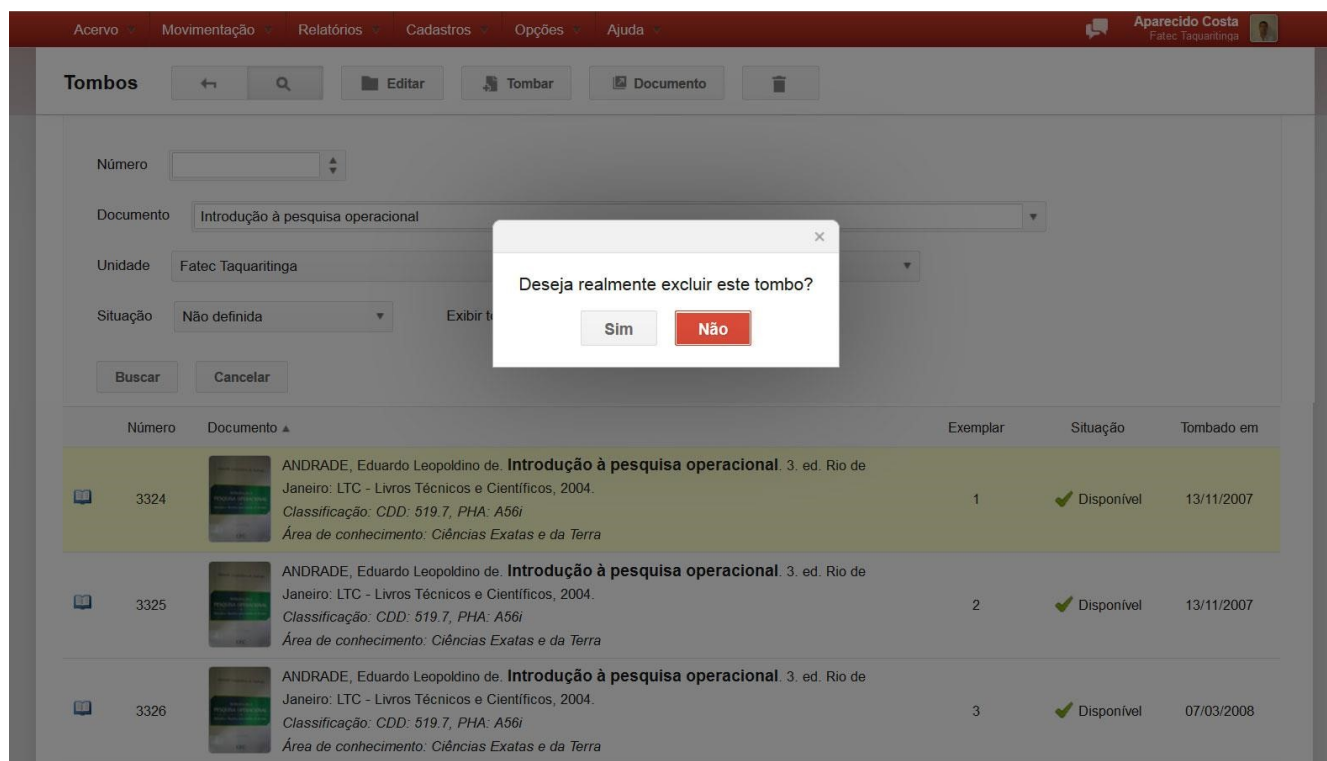 Acervo Movimentação Relatórios Cadastros Opções Ajuda Aparecido Costa
Fatec Taquaritinga
Tombos Editar Tombar Documento
Número
Documento Introdução à pesquisa operacional
Unidade Fatec Taquaritinga
Situação Não definida Exibir t
Deseja realmente excluir este tombo?
Sim Não
Buscar Cancelar
Número Documento Exemplar Situação Tombado em
ANDRADE, Eduardo Leopoldino de. Introdução à pesquisa operacional. 3. ed. Rio de
Janeiro: LTC - Livros Técnicos e Científicos, 2004.
3324 1 Disponível 13/11/2007
Classificação: CDD: 519.7, PHA: A56i
Área de conhecimento: Ciências Exatas e da Terra
ANDRADE, Eduardo Leopoldino de. Introdução à pesquisa operacional. 3. ed. Rio de
Janeiro: LTC - Livros Técnicos e Científicos, 2004.
3325 2 Disponível 13/11/2007
Classificação: CDD: 519.7, PHA: A56i
Área de conhecimento: Ciências Exatas e da Terra
ANDRADE, Eduardo Leopoldino de. Introdução à pesquisa operacional. 3. ed. Rio de
Janeiro: LTC - Livros Técnicos e Científicos, 2004.
3326 3 Disponível 07/03/2008
Classificação: CDD: 519.7, PHA: A56i
Área de conhecimento: Ciências Exatas e da Terra